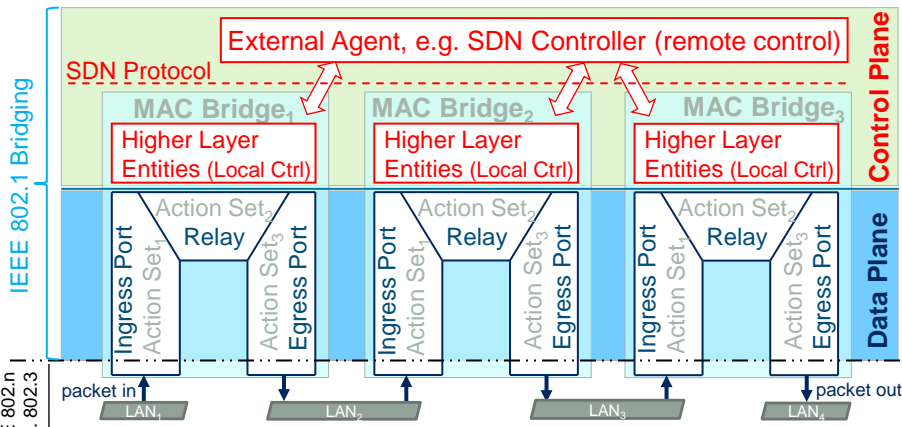 External Agent, e.g. SDN Controller (remote control)
SDN Protocol
MAC Bridge1
MAC Bridge2
MAC Bridge3
Higher Layer
Entities (Local Ctrl)
Higher Layer
Entities (Local Ctrl)
Higher Layer
Entities (Local Ctrl)
Control Plane
IEEE 802.1 Bridging
Ingress Port
Action Set1
Action Set2
Relay
Action Set3
Egress Port
Ingress Port
Action Set1
Action Set2
Relay
Action Set3
Egress Port
Ingress Port
Action Set1
Action Set2
Relay
Action Set3
Egress Port
Data Plane
802.n
802.3
packet in
packet out
LAN1
LAN2
LAN3
LAN4